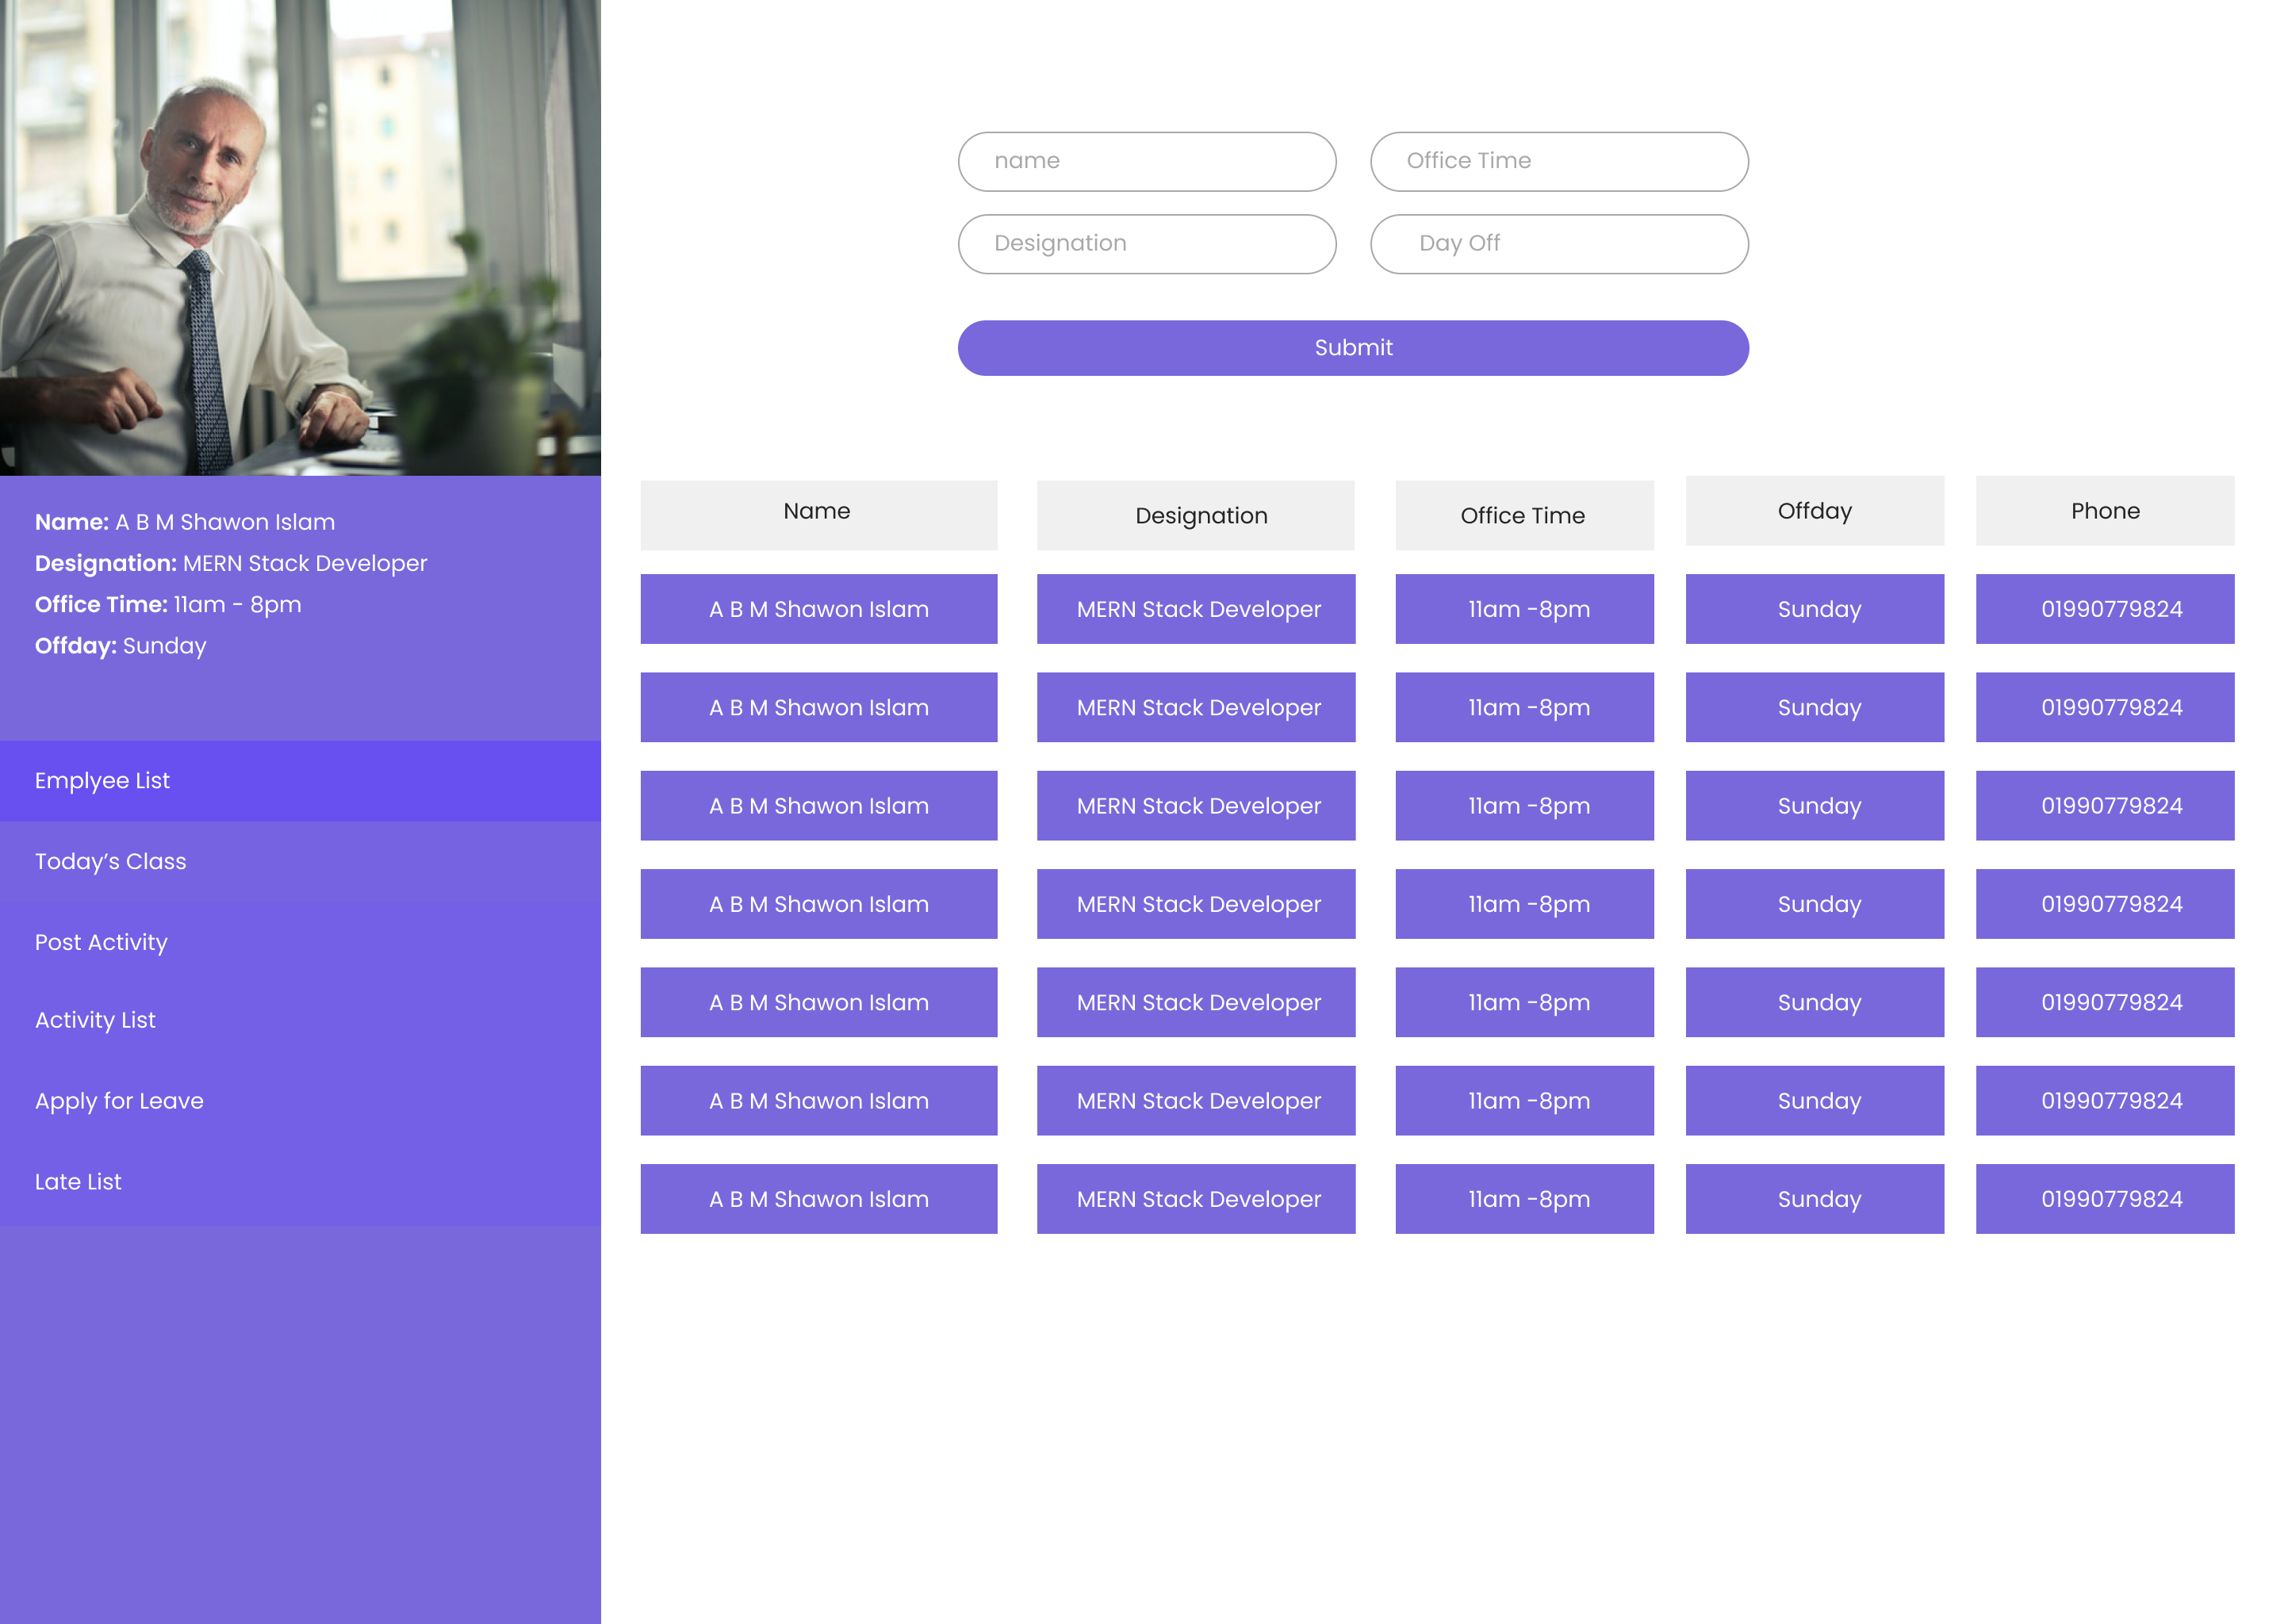 name
Office Time
Designation
Day Off
Submit
Name: A B M Shawon Islam
Designation: MERN Stack Developer
Office Time: 11am - 8pm
Offday: Sunday
Emplyee List
Today’s Class
Post Activity
Activity List
Apply for Leave
Late List
Name Designation Office Time Offday Phone
A B M Shawon Islam MERN Stack Developer 11am -8pm Sunday 01990779824
A B M Shawon Islam MERN Stack Developer 11am -8pm Sunday 01990779824
A B M Shawon Islam MERN Stack Developer 11am -8pm Sunday 01990779824
A B M Shawon Islam MERN Stack Developer 11am -8pm Sunday 01990779824
A B M Shawon Islam MERN Stack Developer 11am -8pm Sunday 01990779824
A B M Shawon Islam MERN Stack Developer 11am -8pm Sunday 01990779824
A B M Shawon Islam MERN Stack Developer 11am -8pm Sunday 01990779824